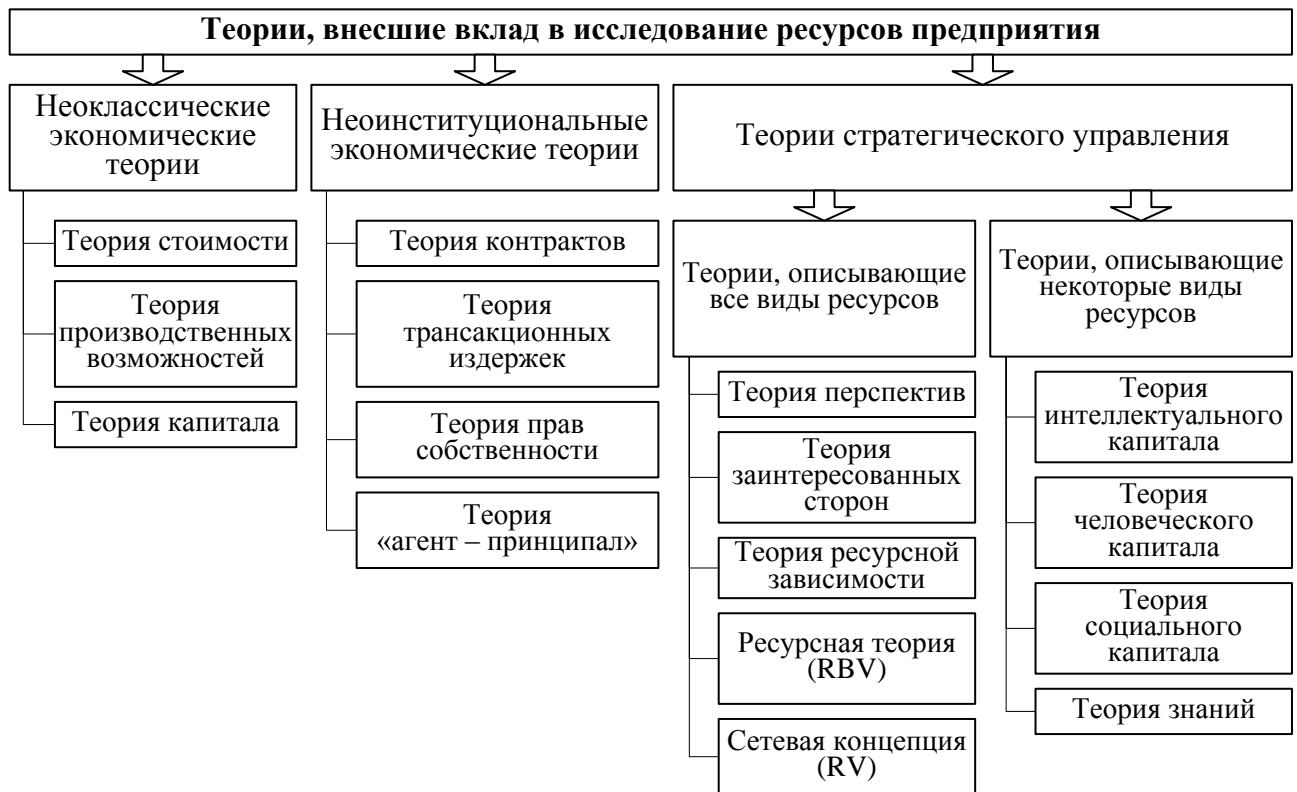 Теории, внесшие вклад в исследование ресурсов предприятия
Неоклассические
экономические
теории
Теория стоимости
Теория
производственных
возможностей
Теория капитала
Неоинституциональные
экономические теории
Теория контрактов
Теория
трансакционных
издержек
Теория прав
собственности
Теория
«агент – принципал»
Теории стратегического управления
Теории, описывающие
все виды ресурсов
Теория перспектив
Теория
заинтересованных
сторон
Теория ресурсной
зависимости
Ресурсная теория
(RBV)
Сетевая концепция
(RV)
Теории, описывающие
некоторые виды
ресурсов
Теория
интеллектуального
капитала
Теория
человеческого
капитала
Теория
социального
капитала
Теория знаний